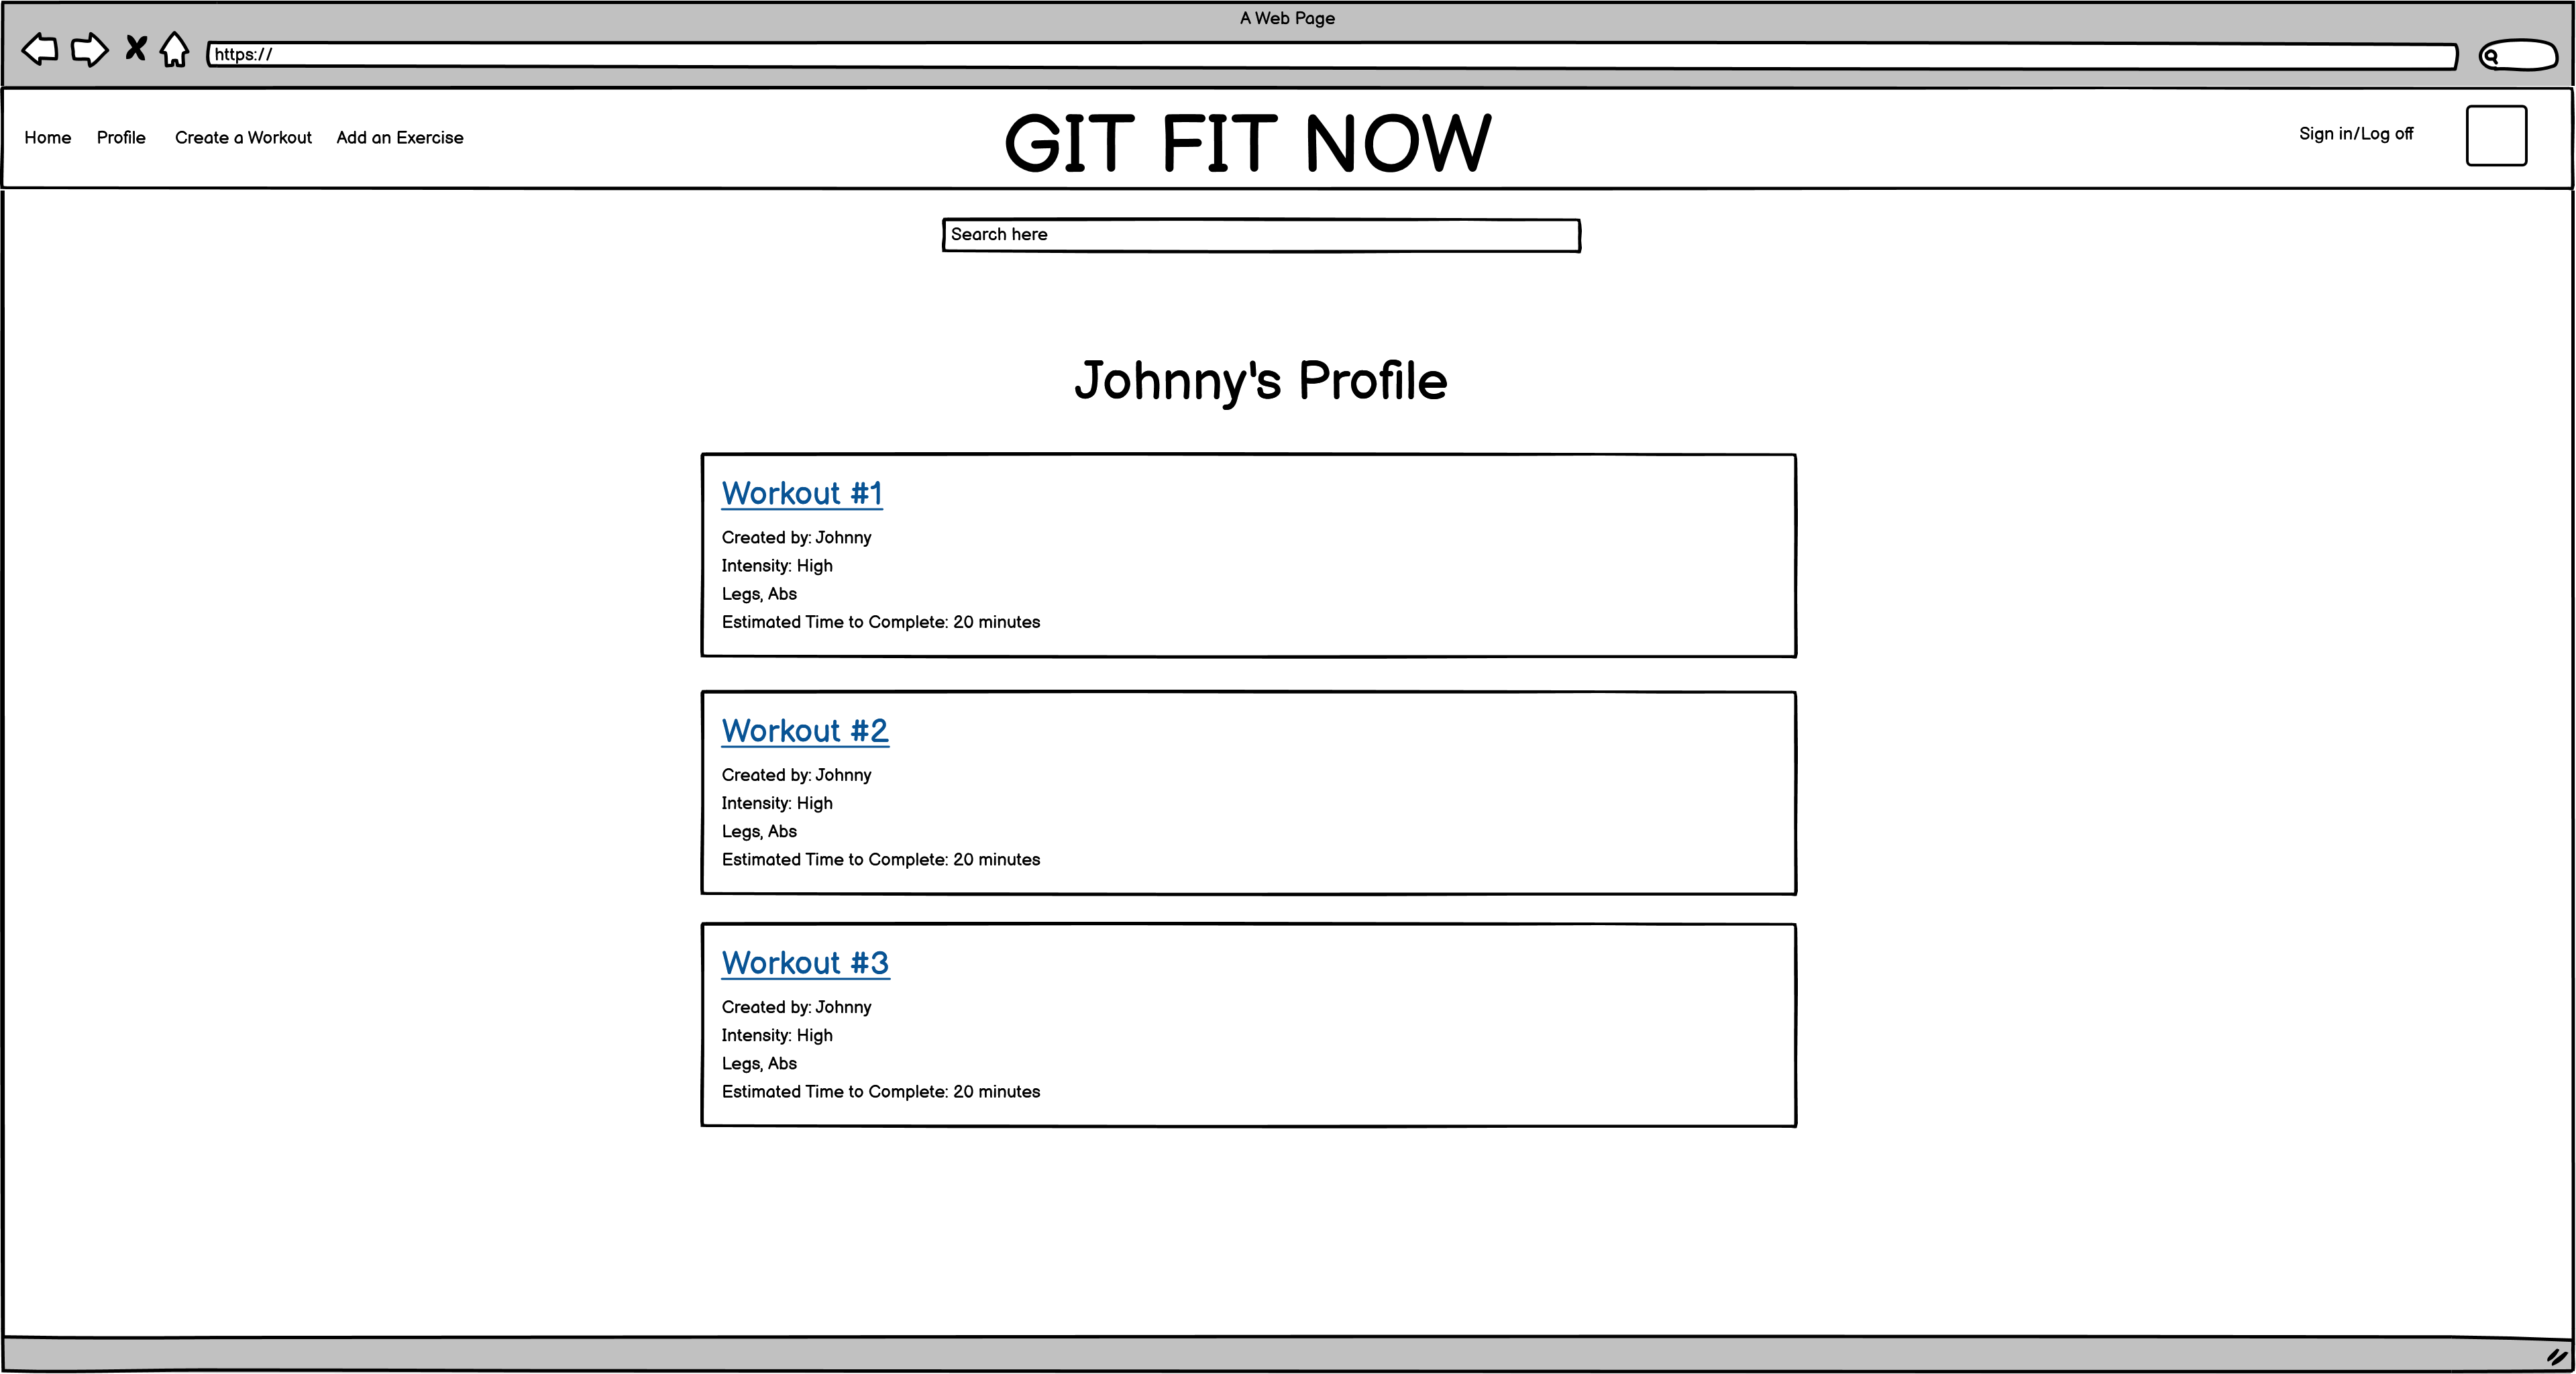 A Web Page
https://
Home Profile Create a Workout Add an Exercise GIT FIT NOW Sign in/Log off
Search here
Johnny's Profile
Workout #1
Created by: Johnny
Intensity: High
Legs, Abs
Estimated Time to Complete: 20 minutes
Workout #2
Created by: Johnny
Intensity: High
Legs, Abs
Estimated Time to Complete: 20 minutes
Workout #3
Created by: Johnny
Intensity: High
Legs, Abs
Estimated Time to Complete: 20 minutes